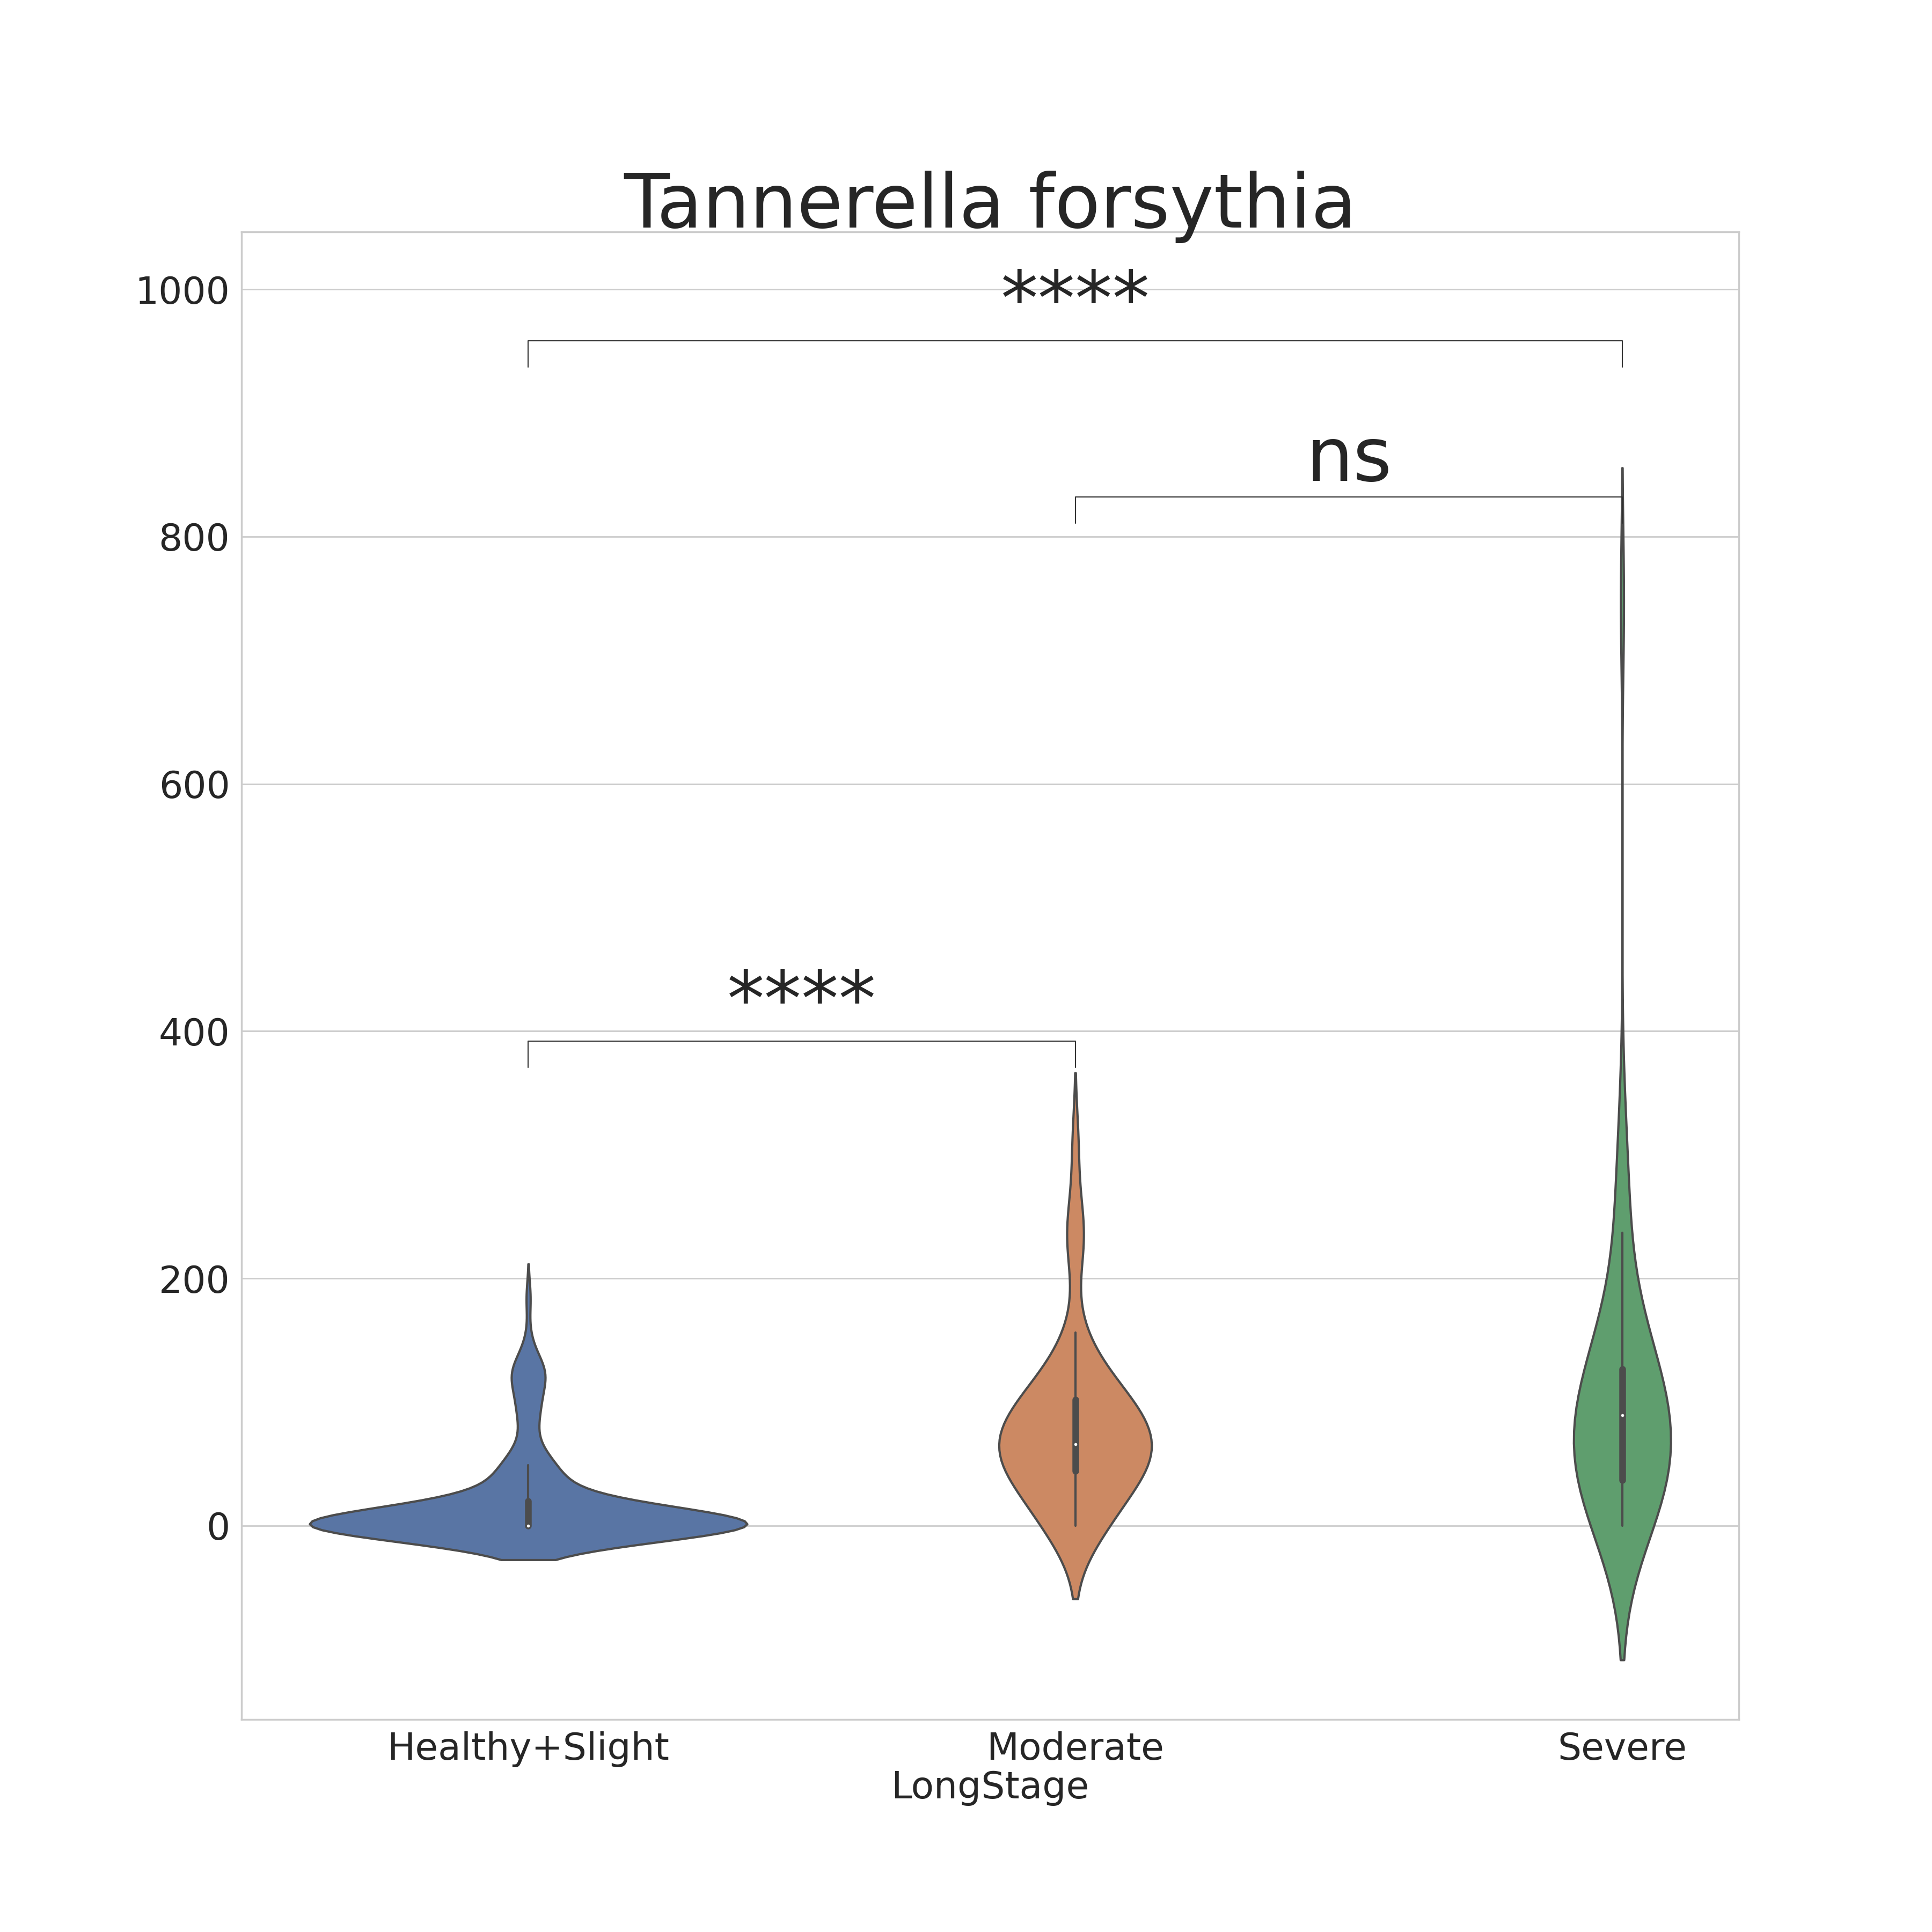 Tannerella forsythia
1000
****
ns
800
600
****
400
200
0
Healthy+Slight Moderate Severe
LongStage